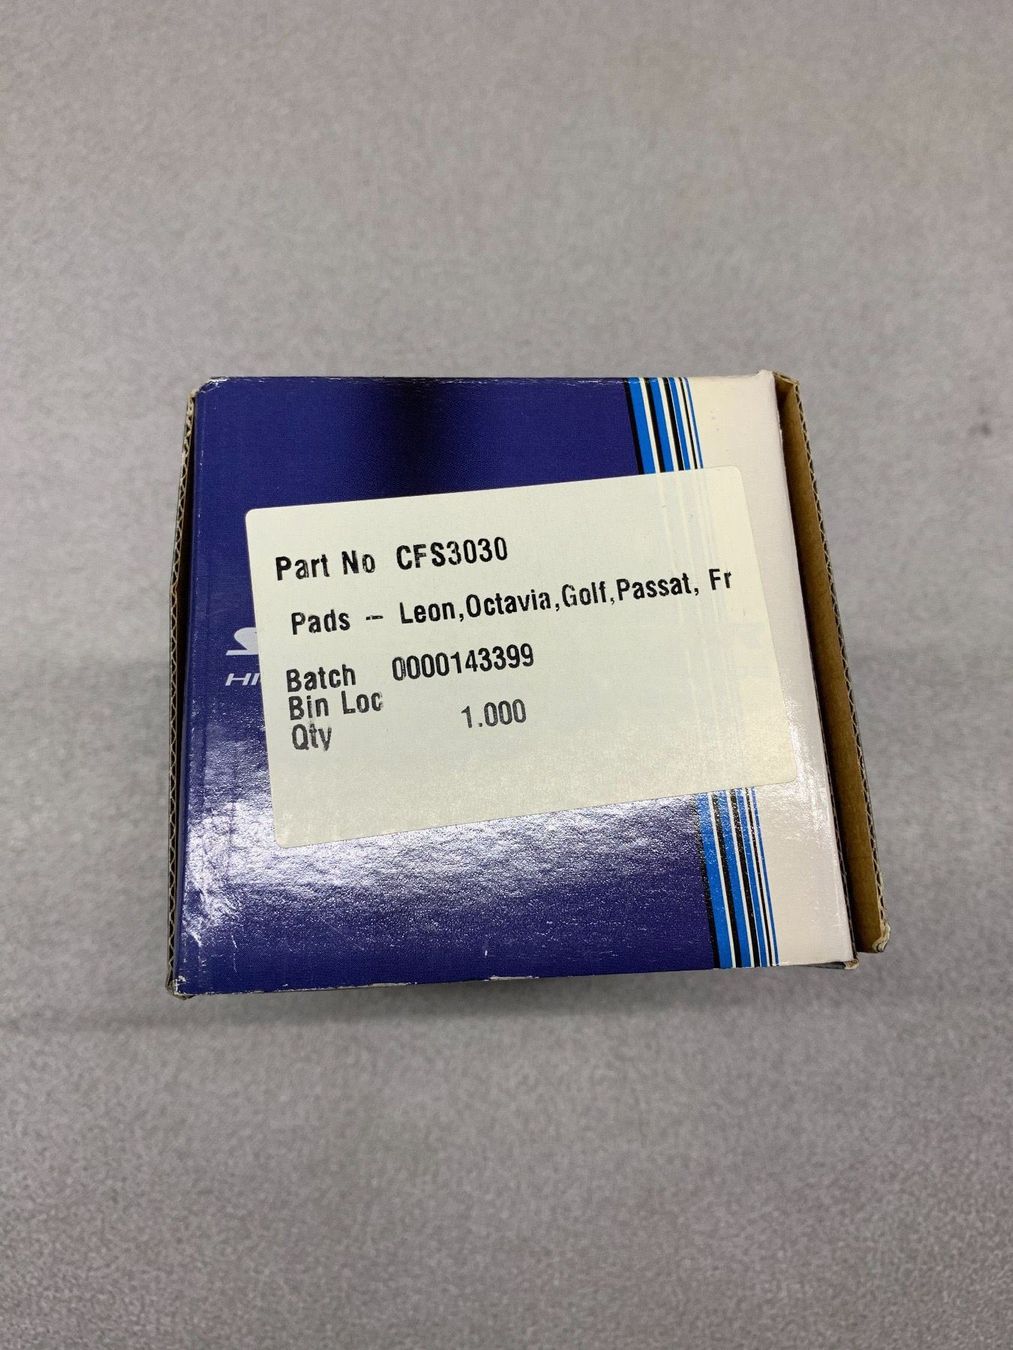 Part No CFS3030
Pads -- Leon,Octavia,Golf,Passat, Fr
Batch 0000143399
Bin Loc
Qty 1.000